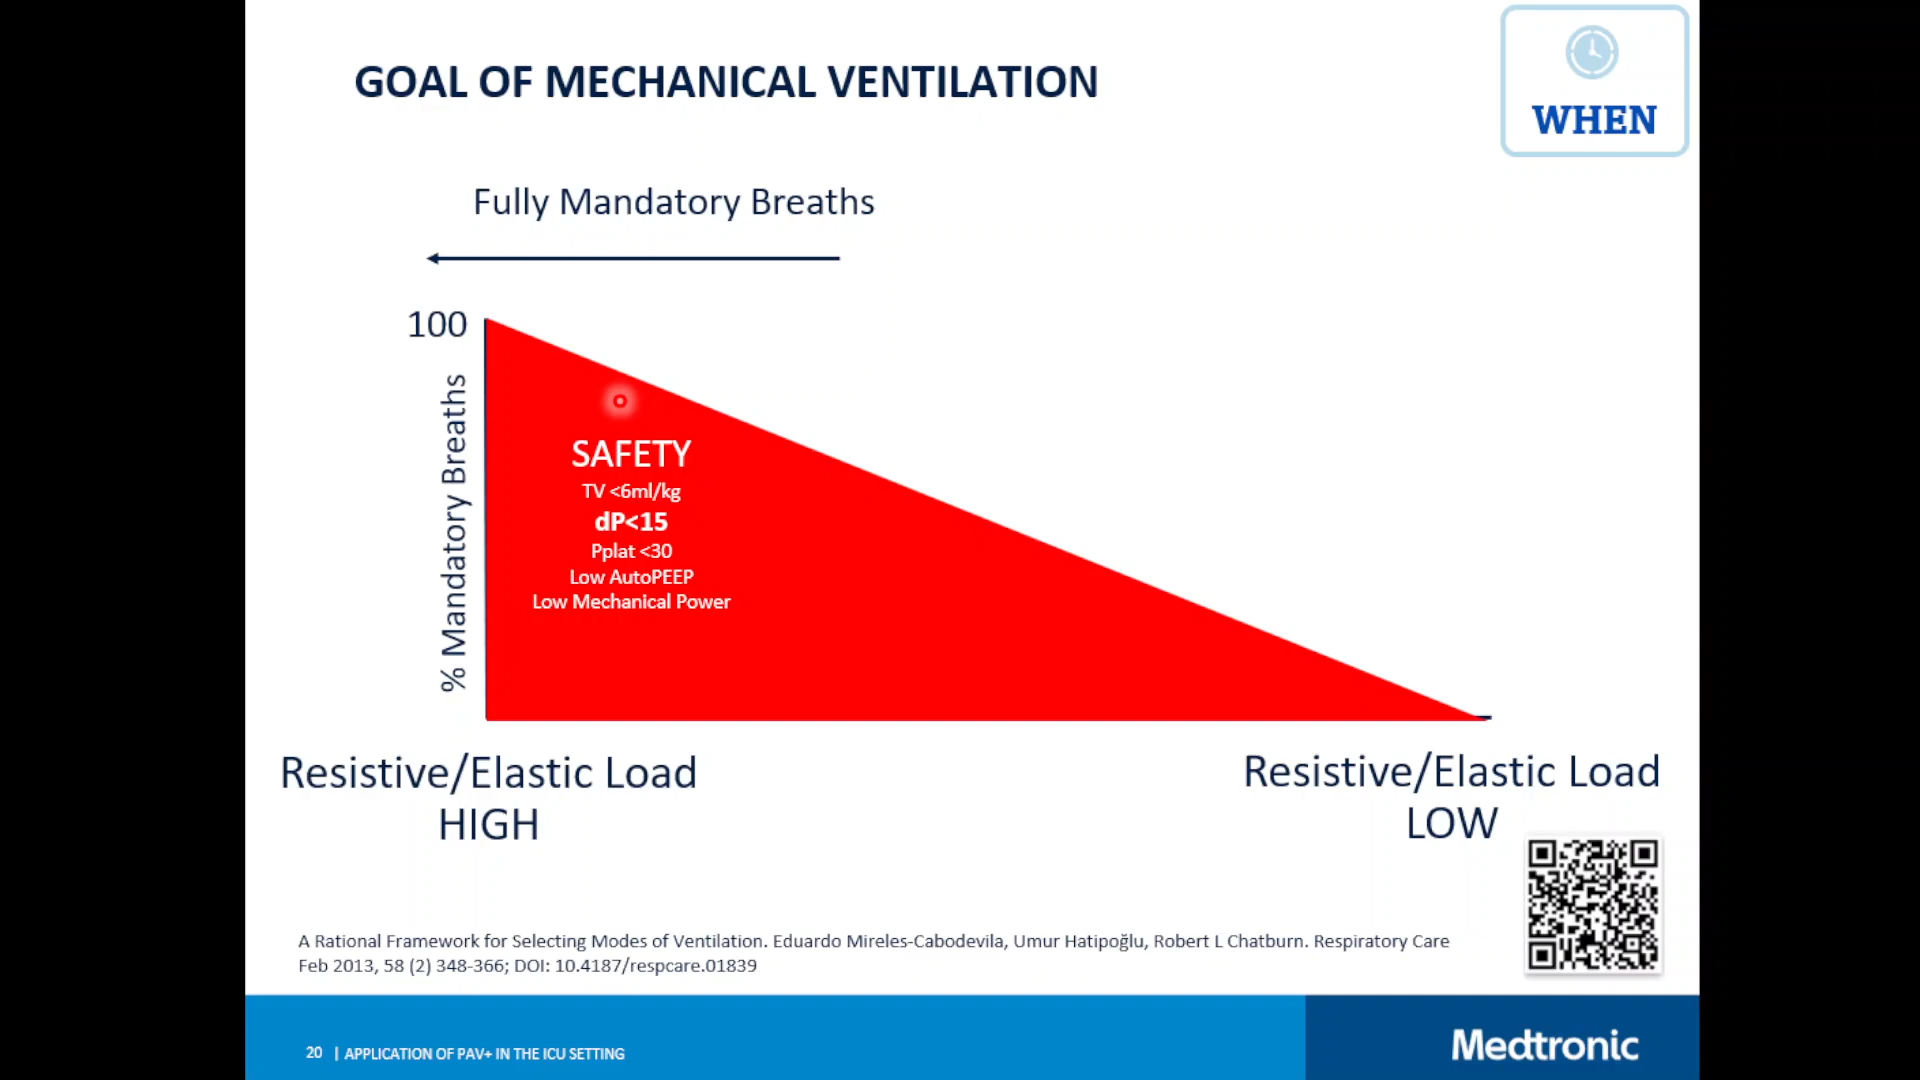 GOAL OF MECHANICAL VENTILATION
WHEN
Fully Mandatory Breaths
100
% Mandatory Breaths
SAFETY
TV <6ml/kg
dP<15
Pplat <30
Low AutoPEEP
Low Mechanical Power
Resistive/Elastic Load
HIGH
Resistive/Elastic Load
LOW
A Rational Framework for Selecting Modes of Ventilation. Eduardo Mireles-Cabodevila, Umur Hatipoğlu, Robert L Chatburn. Respiratory Care
Feb 2013, 58 (2) 348-366; DOI: 10.4187/respcare.01839
20 | APPLICATION OF PAV+ IN THE ICU SETTING
Medtronic